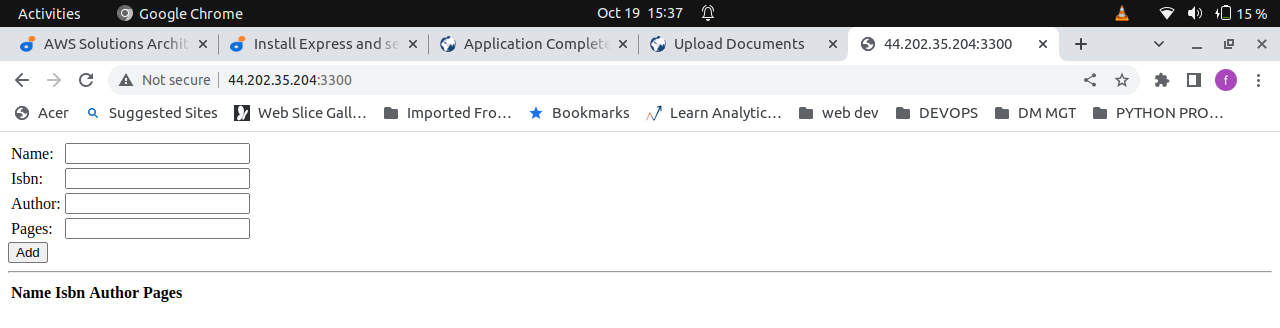 Activities Google Chrome Oct 19 15:37 15 %
AWS Solutions Archit Install Express and se Application Complete Upload Documents 44.202.35.204:3300
Not secure 44.202.35.204:3300 f
Acer Suggested Sites Web Slice Gall... Imported Fro... Bookmarks Learn Analytic... web dev DEVOPS DM MGT PYTHON PRO...
Name:
Isbn:
Author:
Pages:
Add
Name Isbn Author Pages